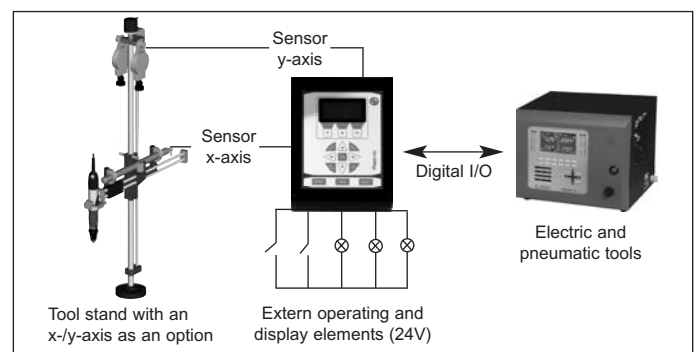 Sensor
y-axis
Sensor
x-axis
Digital I/O
Electric and
pneumatic tools
Tool stand with an
x-/y-axis as an option
Extern operating and
display elements (24V)